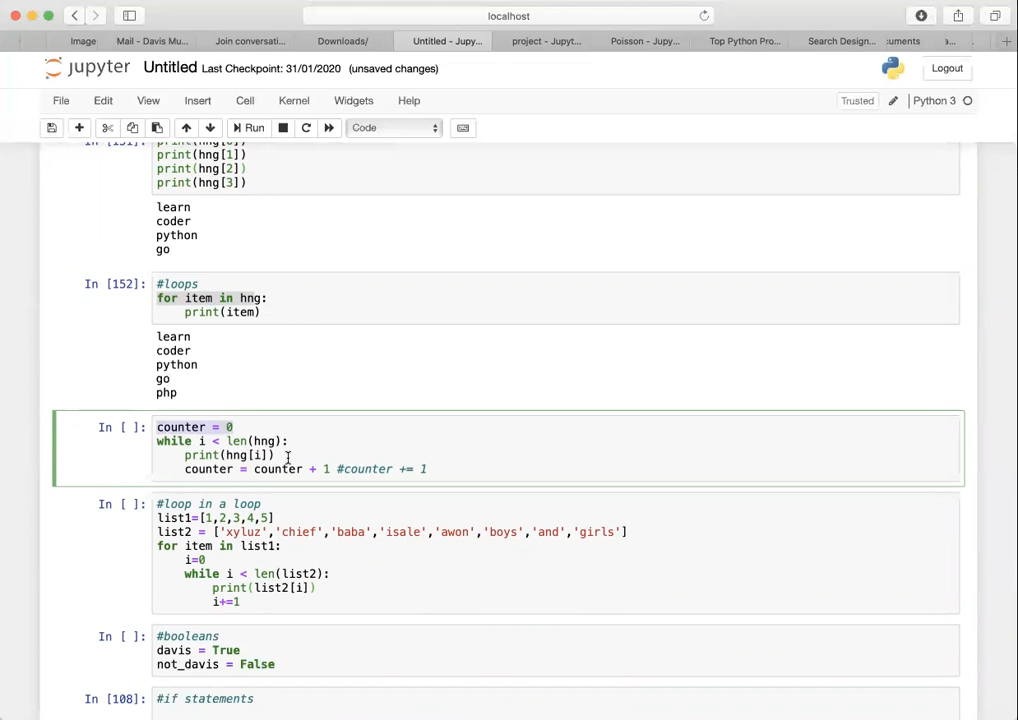 localhost
Image
Mail - Davis Mu...
Join conversati...
Downloads/
Untitled - Jupy...
project - Jupyt...
Poisson - Jupy...
Top Python Pro...
Search Design...
:uments
a...
jupyter Untitled Last Checkpoint: 31/01/2020 (unsaved changes)
Logout
File Edit View Insert Cell Kernel Widgets Help
Trusted
Python 3
Run
Code
In [151]: print(hng[0])
print(hng[1])
print(hng[2])
print(hng[3])
learn
coder
python
go
In [152]: #loops
for item in hng:
    print(item)
learn
coder
python
go
php
In [ ]: counter = 0
while i < len(hng):
    print(hng[i])
    counter = counter + 1 #counter += 1
In [ ]: #loop in a loop
list1=[1,2,3,4,5]
list2 = ['xyluz','chief','baba','isale','awon','boys','and','girls']
for item in list1:
    i=0
    while i < len(list2):
        print(list2[i])
        i+=1
In [ ]: #booleans
davis = True
not_davis = False
In [108]: #if statements